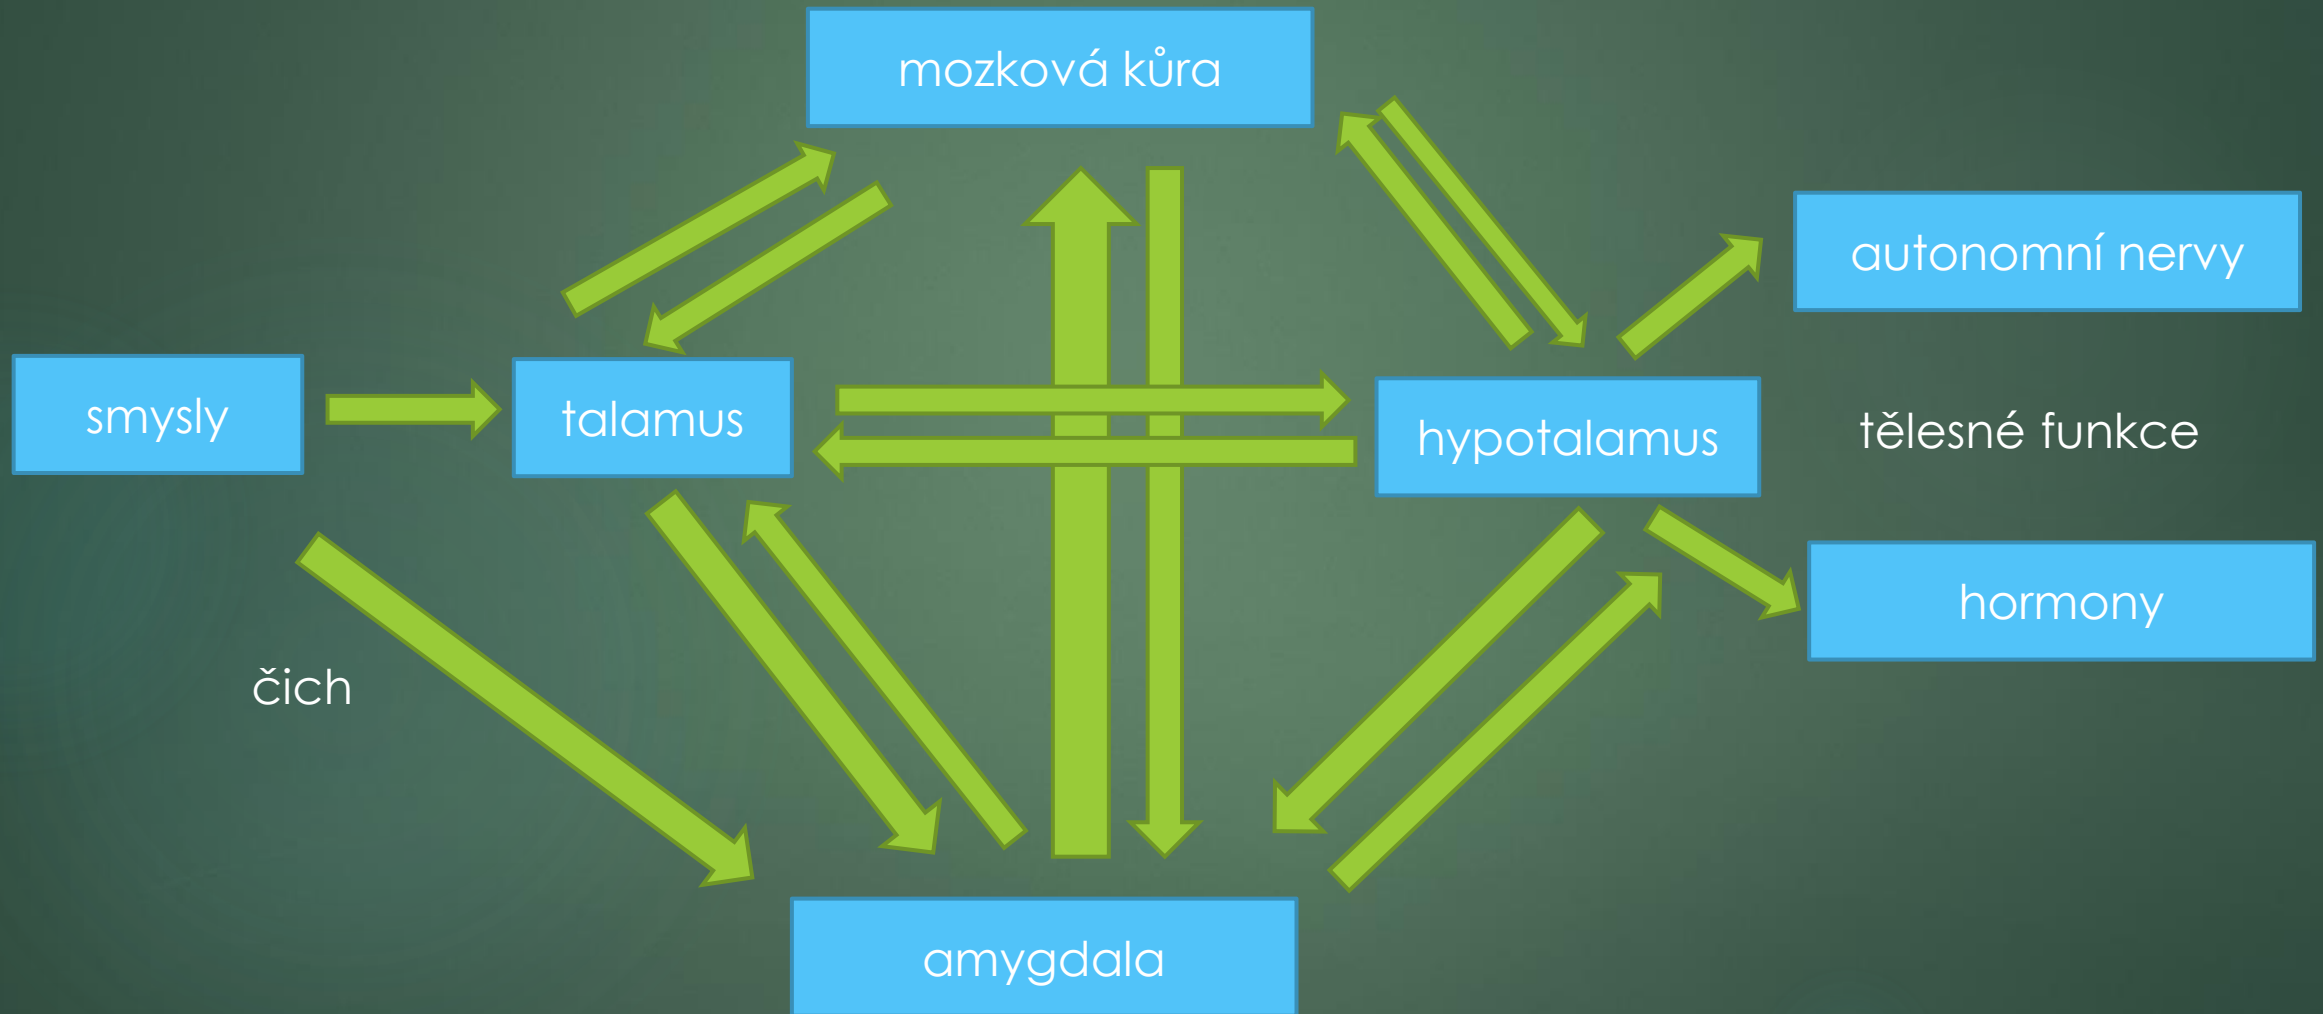 mozková kůra
autonomní nervy
smysly
talamus
hypotalamus
tělesné funkce
hormony
čich
amygdala